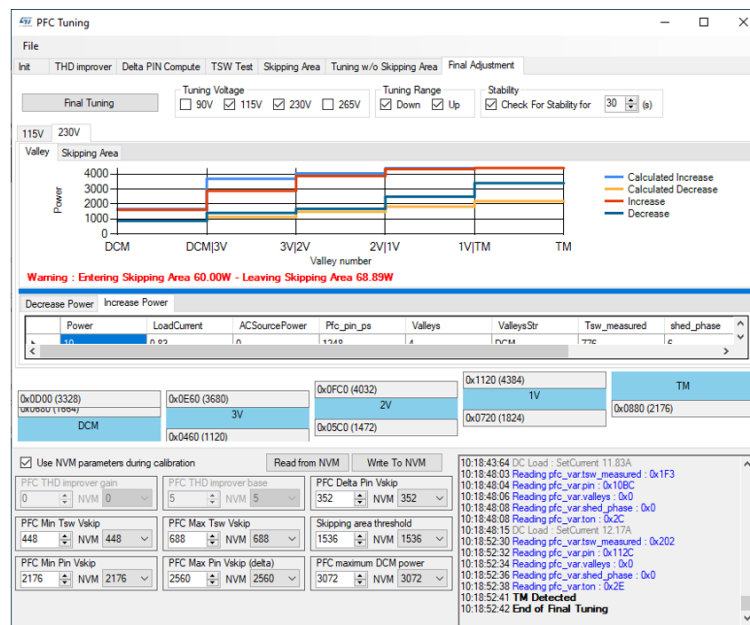 PFC Tuning
File
Init THD improver Delta PIN Compute TSW Test Skipping Area Tuning w/o Skipping Area Final Adjustment
Final Tuning
Tuning Voltage
90V 115V 230V 265V
Tuning Range
Down Up
Stability
Check For Stability for 30 (s)
115V 230V
Valley Skipping Area
4000
3000
2000
1000
0
Power
DCM DCM|3V 3V|2V 2V|1V 1V|TM TM
Valley number
Calculated Increase
Calculated Decrease
Increase
Decrease
Warning : Entering Skipping Area 60.00W - Leaving Skipping Area 68.89W
Decrease Power Increase Power
Power LoadCurrent ACSourcePower Pfc_pin_ps Valleys ValleysStr Tsw_measured shed_phase
10 0.83 0 1248 4 DCM 776 6
0x0D00 (3328)
0x0680 (1664)
DCM
0x0E60 (3680)
3V
0x0460 (1120)
0x0FC0 (4032)
2V
0x05C0 (1472)
0x1120 (4384)
1V
0x0720 (1824)
TM
0x0880 (2176)
Use NVM parameters during calibration Read from NVM Write To NVM
PFC THD improver gain
0 NVM 0
PFC THD improver base
5 NVM 5
PFC Delta Pin Vskip
352 NVM 352
PFC Min Tsw Vskip
448 NVM 448
PFC Max Tsw Vskip
688 NVM 688
Skipping area threshold
1536 NVM 1536
PFC Min Pin Vskip
2176 NVM 2176
PFC Max Pin Vskip (delta)
2560 NVM 2560
PFC maximum DCM power
3072 NVM 3072
10:18:43:64 DC Load : SetCurrent 11.83A
10:18:48:03 Reading pfc_var.tsw_measured : 0x1F3
10:18:48:04 Reading pfc_var.pin : 0x10BC
10:18:48:06 Reading pfc_var.valleys : 0x0
10:18:48:08 Reading pfc_var.shed_phase : 0x0
10:18:48:08 Reading pfc_var.ton : 0x2C
10:18:48:15 DC Load : SetCurrent 12.17A
10:18:52:30 Reading pfc_var.tsw_measured : 0x202
10:18:52:32 Reading pfc_var.pin : 0x112C
10:18:52:34 Reading pfc_var.valleys : 0x0
10:18:52:36 Reading pfc_var.shed_phase : 0x0
10:18:52:38 Reading pfc_var.ton : 0x2E
10:18:52:41 TM Detected
10:18:52:42 End of Final Tuning